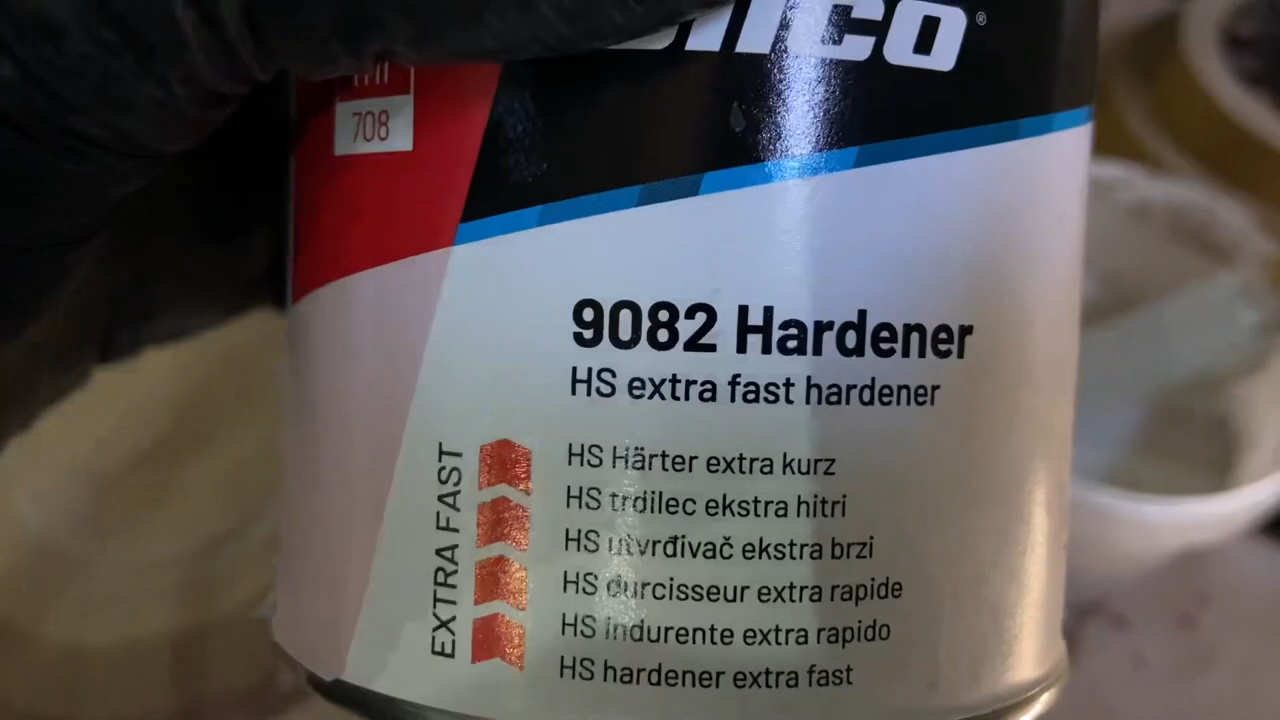 708
9082 Hardener
HS extra fast hardener
EXTRA FAST
HS Härter extra kurz
HS trdilec ekstra hitri
HS utvrđivač ekstra brzi
HS durcisseur extra rapide
HS indurente extra rapido
HS hardener extra fast